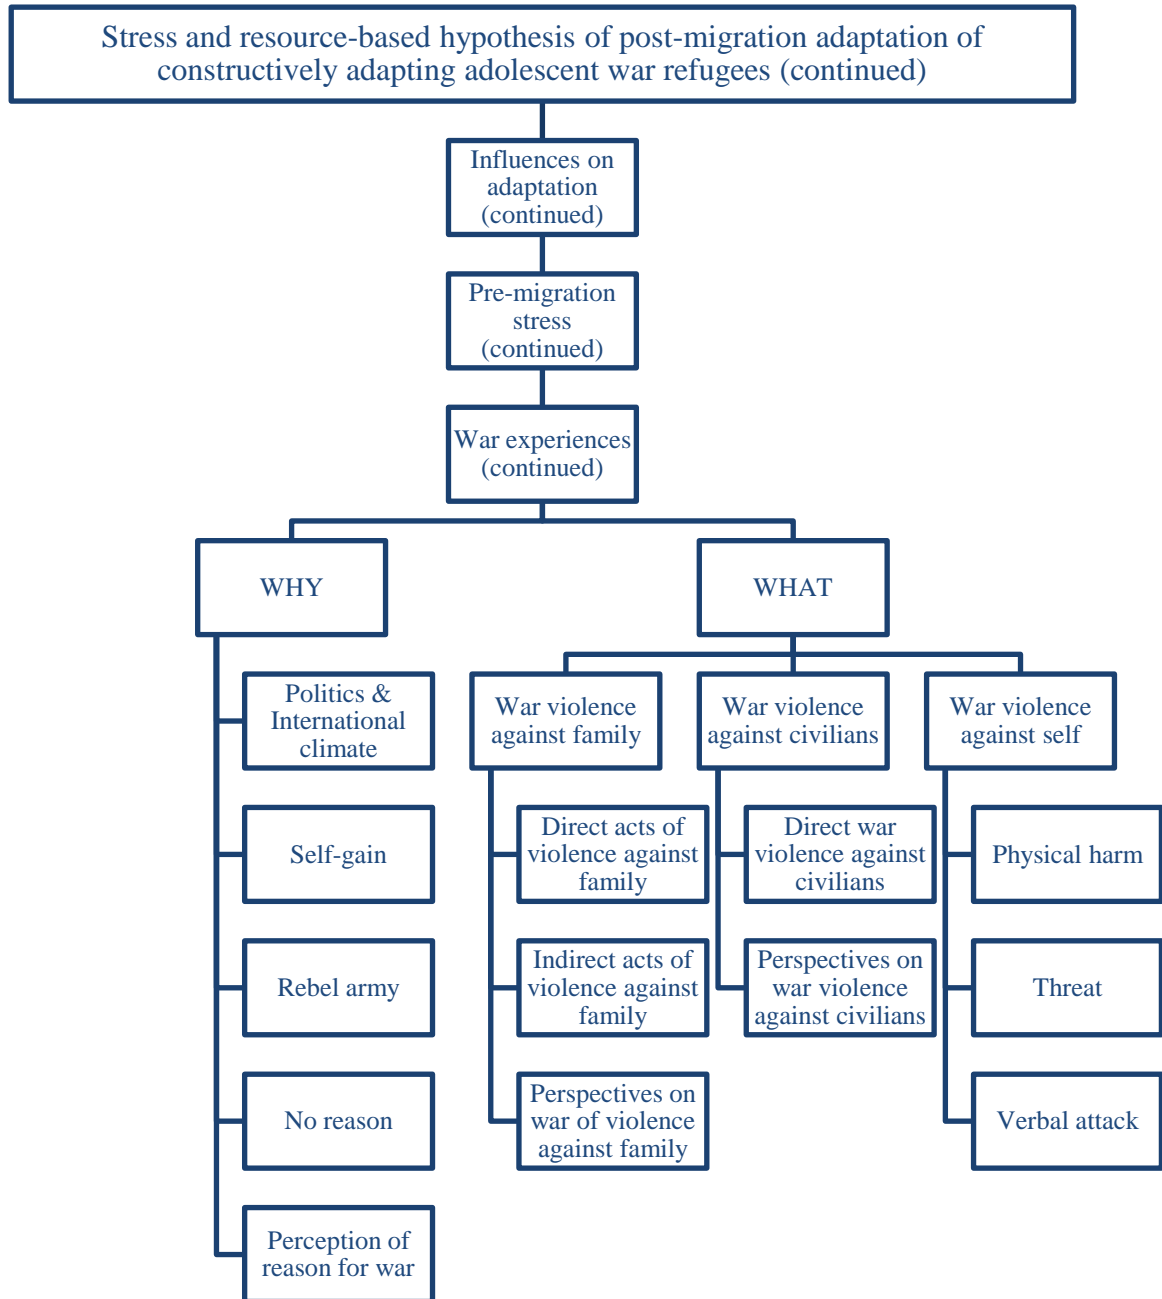 Stress and resource-based hypothesis of post-migration adaptation of
constructively adapting adolescent war refugees (continued)
Influences on
adaptation
(continued)
Pre-migration
stress
(continued)
War experiences
(continued)
WHY
WHAT
Politics &
International
climate
Self-gain
Rebel army
No reason
Perception of
reason for war
War violence
against family
Direct acts of
violence against
family
Indirect acts of
violence against
family
Perspectives on
war of violence
against family
War violence
against civilians
Direct war
violence against
civilians
Perspectives on
war violence
against civilians
War violence
against self
Physical harm
Threat
Verbal attack